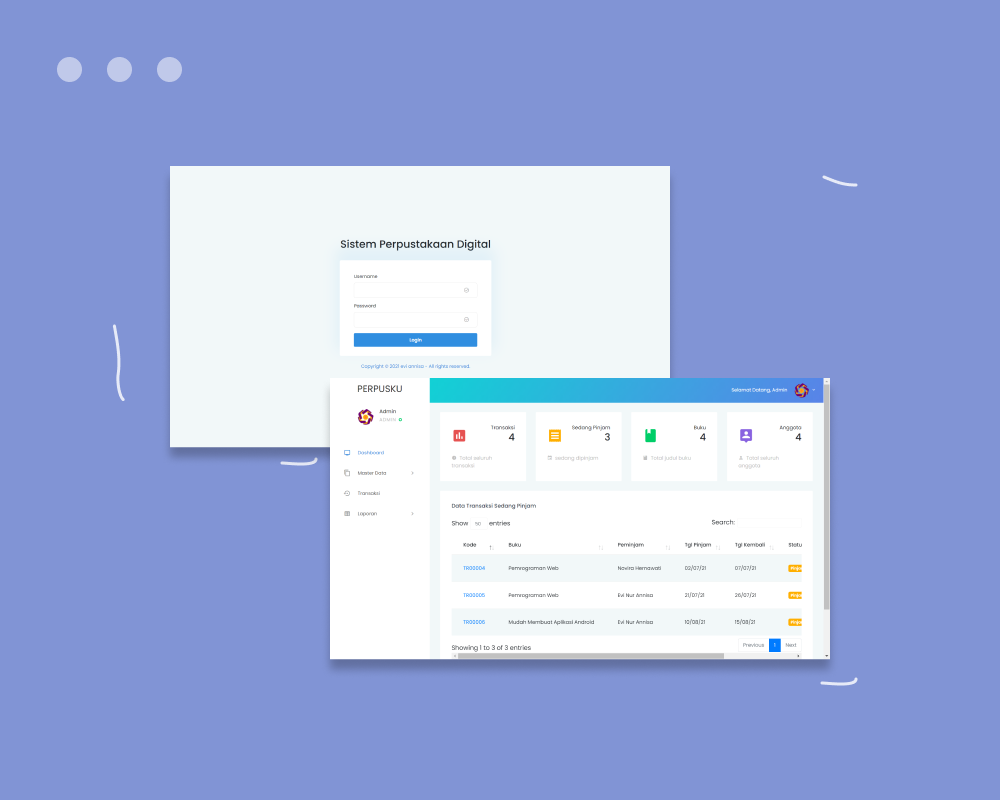 Sistem Perpustakaan Digital
Username
Password
Login
Copyright © 2021 evi annisa - All rights reserved.
PERPUSKU
Selamat Datang, Admin
Admin
ADMIN
Dashboard
Master Data
Transaksi
Laporan
Transaksi
4
Total seluruh
transaksi
Sedang Pinjam
3
sedang dipinjam
Buku
4
Total judul buku
Anggota
4
Total seluruh
anggota
Data Transaksi Sedang Pinjam
Show 50 entries
Search:
Kode Buku Peminjam Tgl Pinjam Tgl Kembali Statu
TR00004 Pemrograman Web Novira Hernawati 02/07/21 07/07/21 Pinja
TR00005 Pemrograman Web Evi Nur Annisa 21/07/21 26/07/21 Pinja
TR00006 Mudah Membuat Aplikasi Android Evi Nur Annisa 10/08/21 15/08/21 Pinja
Showing 1 to 3 of 3 entries
Previous 1 Next